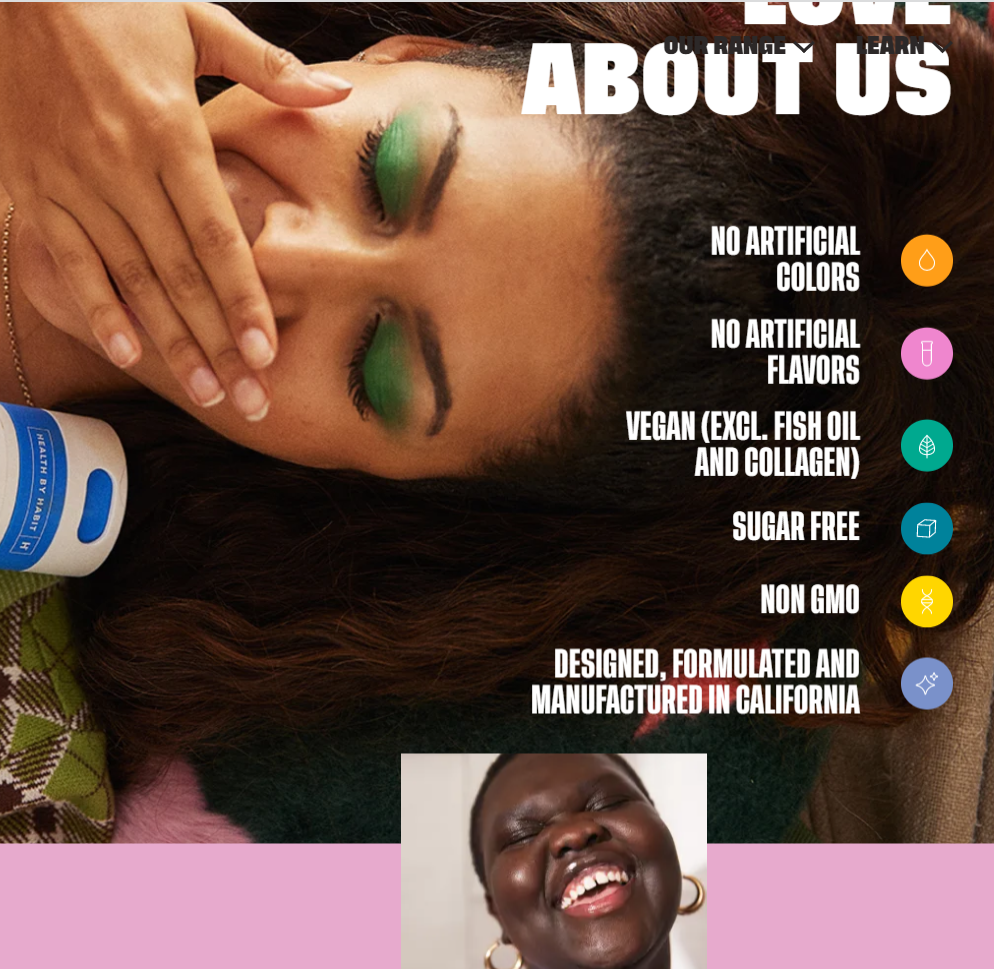 LOVE
OUR RANGE LEARN
ABOUT US
NO ARTIFICIAL
COLORS
NO ARTIFICIAL
FLAVORS
VEGAN (EXCL. FISH OIL
AND COLLAGEN)
HEALTH BY HABIT H
SUGAR FREE
NON GMO
DESIGNED, FORMULATED AND
MANUFACTURED IN CALIFORNIA